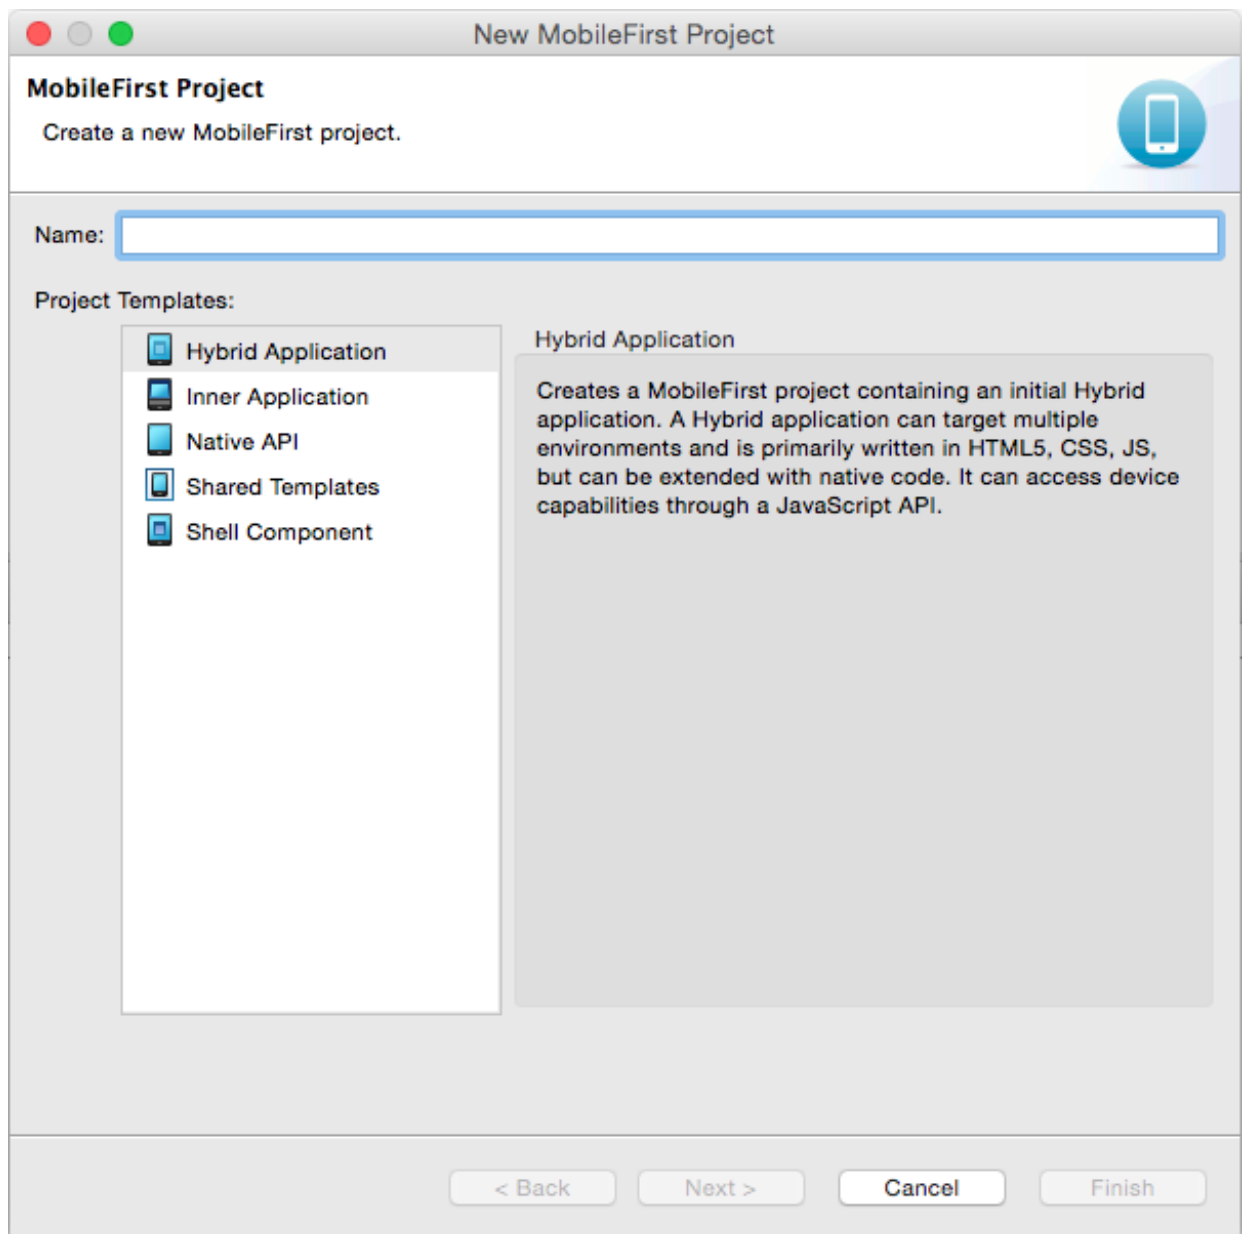 New MobileFirst Project
MobileFirst Project
Create a new MobileFirst project.
Name:
Project Templates:
Hybrid Application
Inner Application
Native API
Shared Templates
Shell Component
Hybrid Application
Creates a MobileFirst project containing an initial Hybrid
application. A Hybrid application can target multiple
environments and is primarily written in HTML5, CSS, JS,
but can be extended with native code. It can access device
capabilities through a JavaScript API.
< Back
Next >
Cancel
Finish